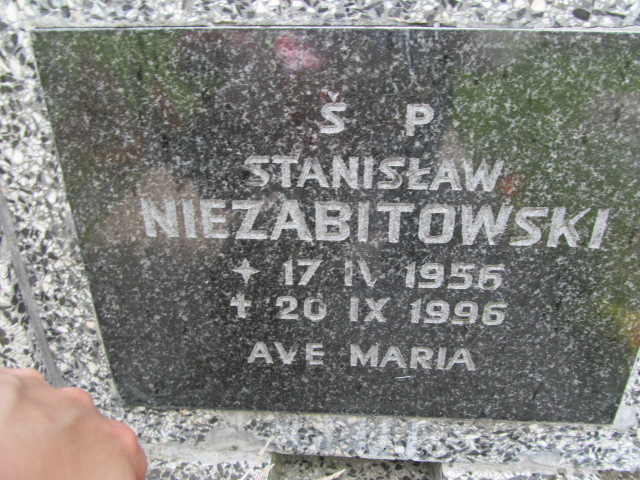 Ś P
STANISŁAW
NIEZABITOWSKI
17 IV 1956
20 IX 1996
AVE MARIA